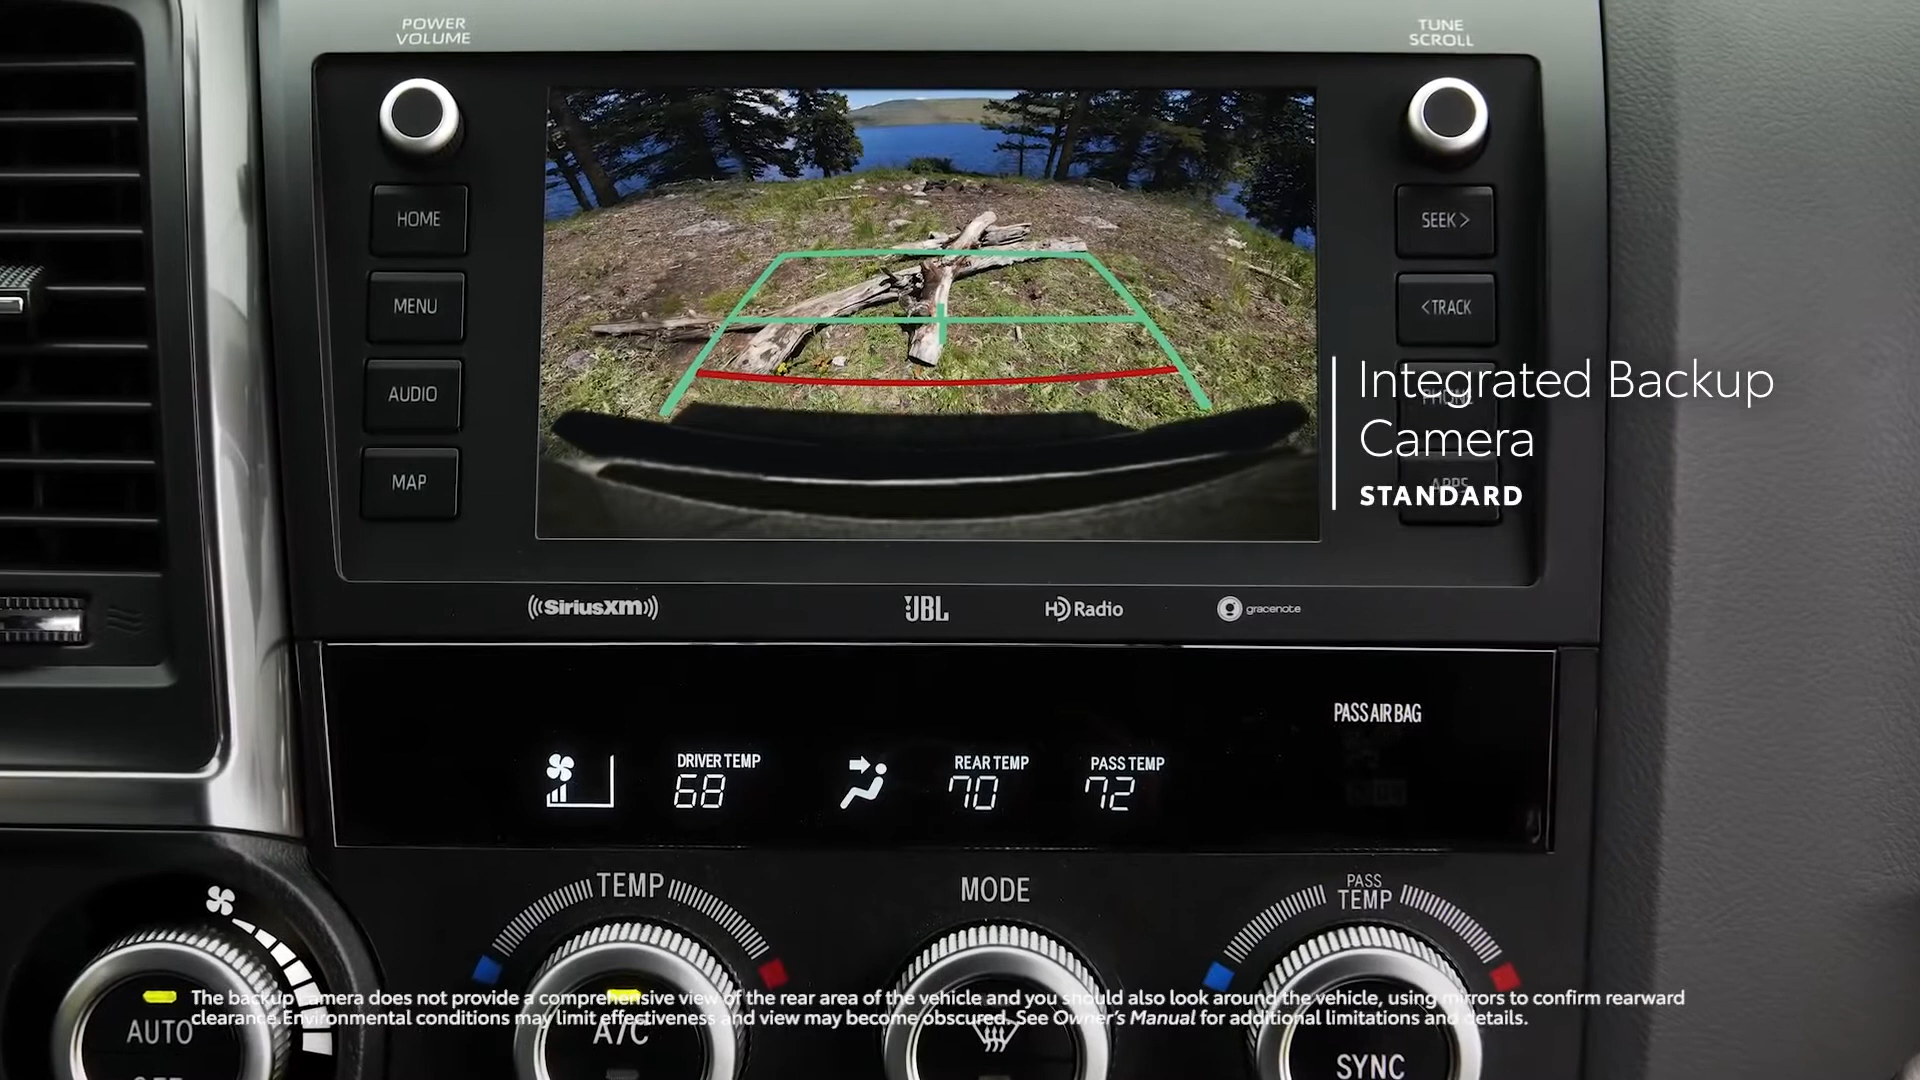 POWER
VOLUME
TUNE
SCROLL
HOME
SEEK >
MENU
< TRACK
AUDIO
PHONE
MAP
APPS
Integrated Backup
Camera
STANDARD
((SiriusXM))
JBL
HD Radio
gracenote
PASS AIR BAG
DRIVER TEMP
68
REAR TEMP
70
PASS TEMP
72
TEMP
MODE
PASS
TEMP
AUTO
A/C
SYNC
The backup camera does not provide a comprehensive view of the rear area of the vehicle and you should also look around the vehicle, using mirrors to confirm rearward
clearance.Environmental conditions may limit effectiveness and view may become obscured. See Owner's Manual for additional limitations and details.